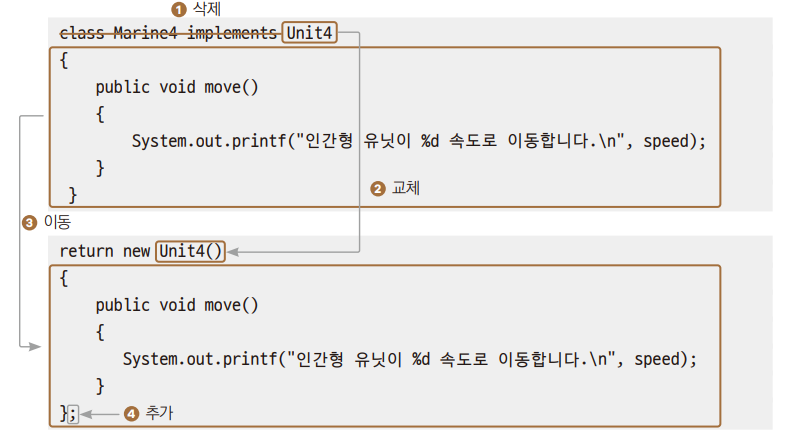 1 삭제
class Marine4 implements Unit4
{
public void move()
{
System.out.printf("인간형 유닛이 %d 속도로 이동합니다.\n", speed);
}
}
2 교체
3 이동
return new Unit4()
{
public void move()
{
System.out.printf("인간형 유닛이 %d 속도로 이동합니다.\n", speed);
}
}; 4 추가